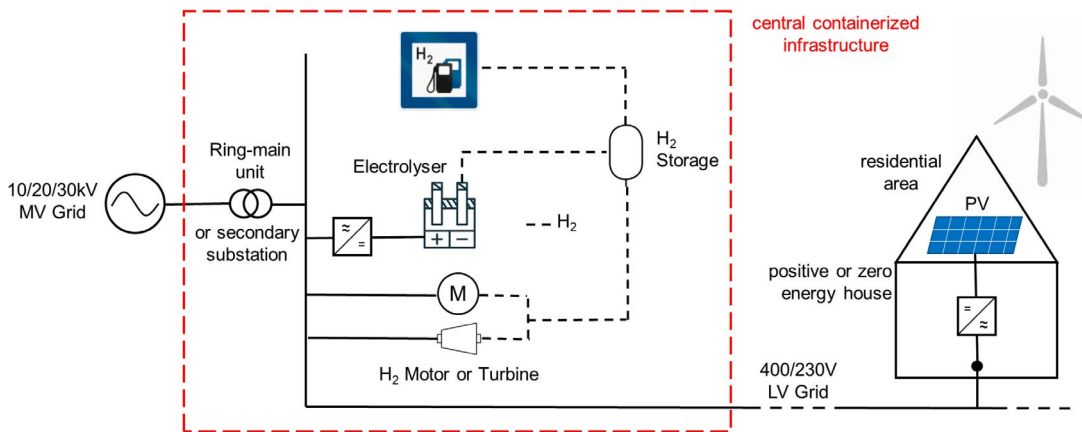 central containerized
infrastructure
H2
Ring-main
unit
Electrolyser
H2
Storage
10/20/30kV
MV Grid
or secondary
substation
≈
=
+ −
H2
residential
area
PV
positive or zero
energy house
=
≈
M
H2 Motor or Turbine
400/230V
LV Grid